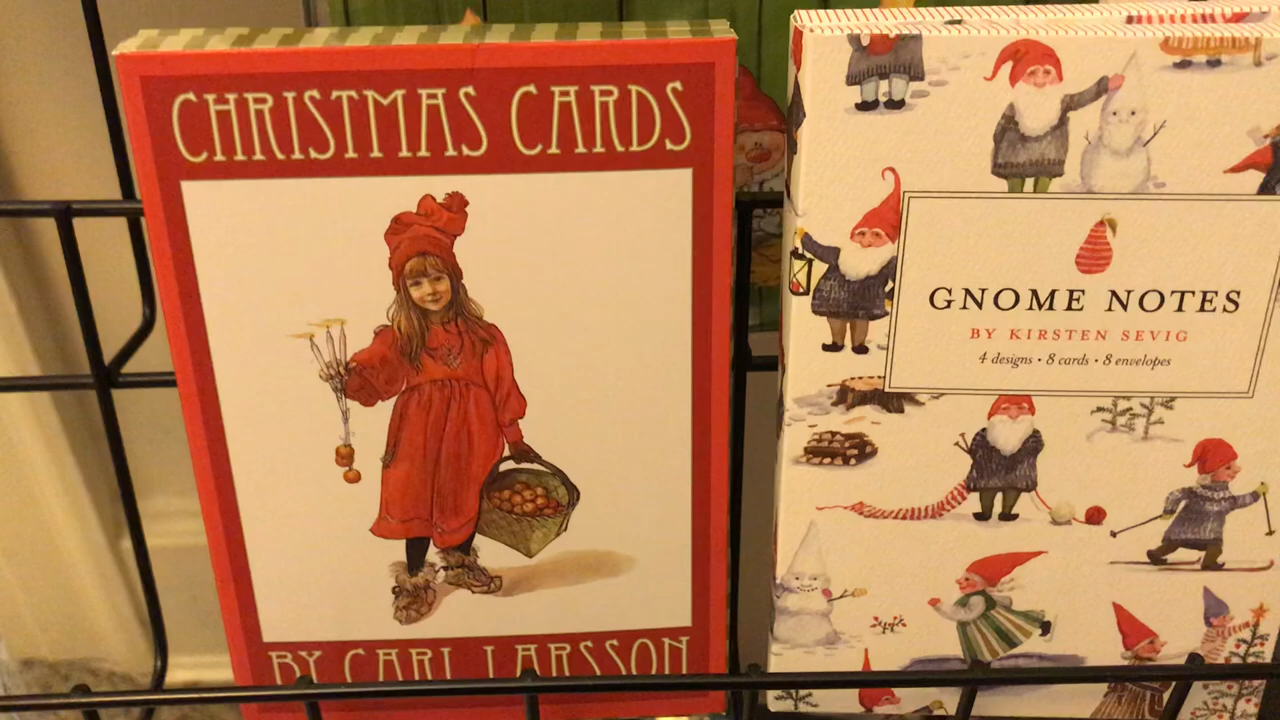 CHRISTMAS CARDS
BY CARL LARSSON
GNOME NOTES
BY KIRSTEN SEVIG
4 designs • 8 cards • 8 envelopes